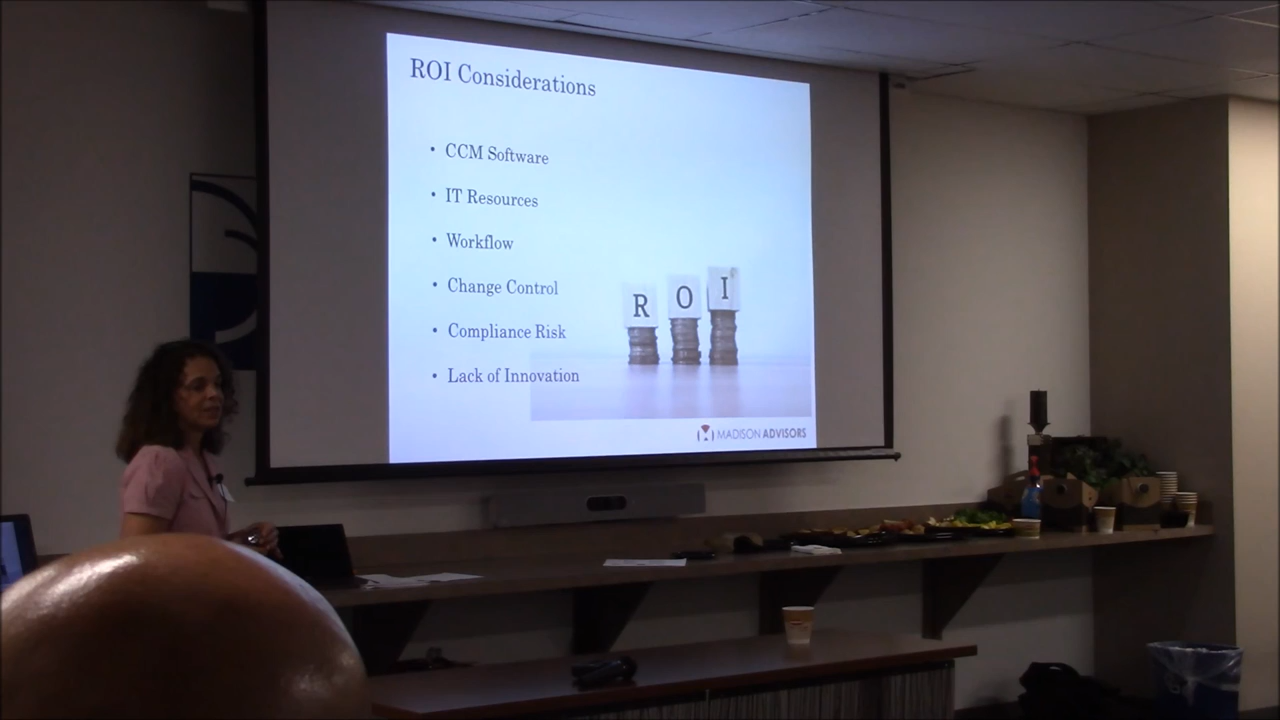 ROI Considerations
• CCM Software
• IT Resources
• Workflow
• Change Control
• Compliance Risk
• Lack of Innovation
R O I
MADISON ADVISORS